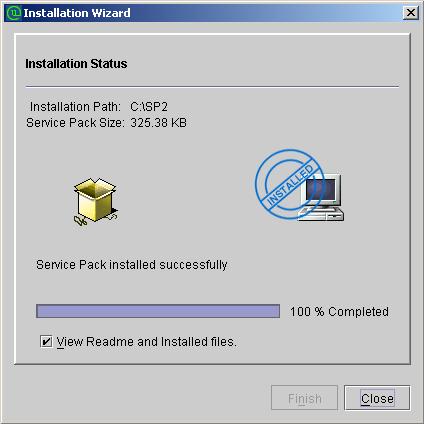 Installation Wizard
Installation Status
Installation Path: C:\SP2
Service Pack Size: 325.38 KB
INSTALLED
Service Pack installed successfully
100 % Completed
View Readme and Installed files.
Finish Close